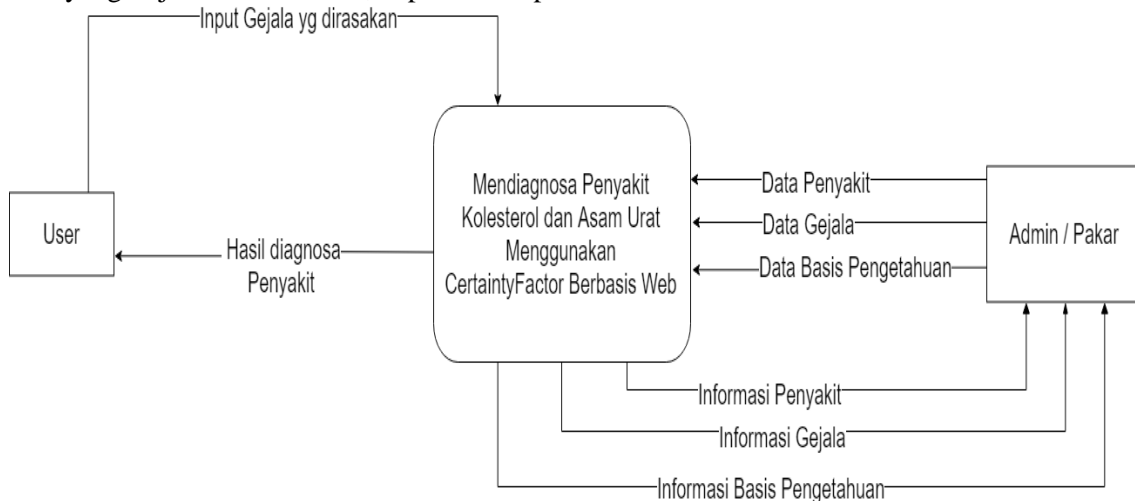 Input Gejala yg dirasakan
User
Hasil diagnosa
Penyakit
Mendiagnosa Penyakit
Kolesterol dan Asam Urat
Menggunakan
CertaintyFactor Berbasis Web
Data Penyakit
Data Gejala
Data Basis Pengetahuan
Admin / Pakar
Informasi Penyakit
Informasi Gejala
Informasi Basis Pengetahuan